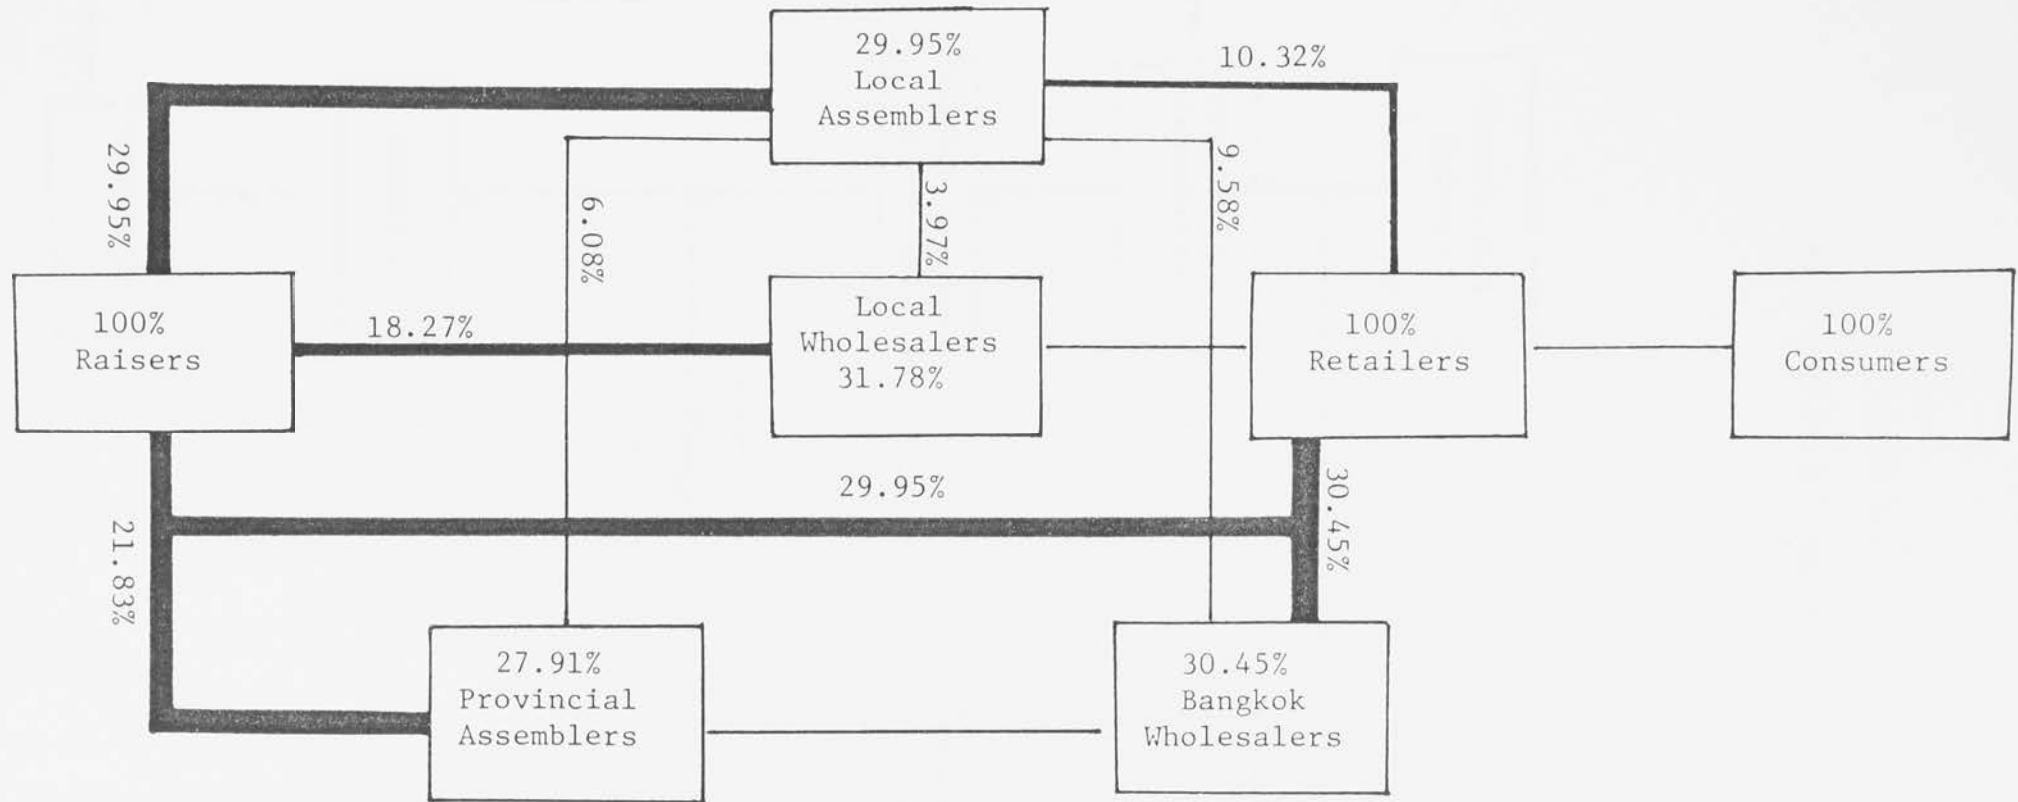 29.95%
Local
Assemblers
10.32%
29.95%
6.08%
3.97%
9.58%
100%
Raisers
18.27%
Local
Wholesalers
31.78%
100%
Retailers
100%
Consumers
29.95%
30.45%
21.83%
27.91%
Provincial
Assemblers
30.45%
Bangkok
Wholesalers